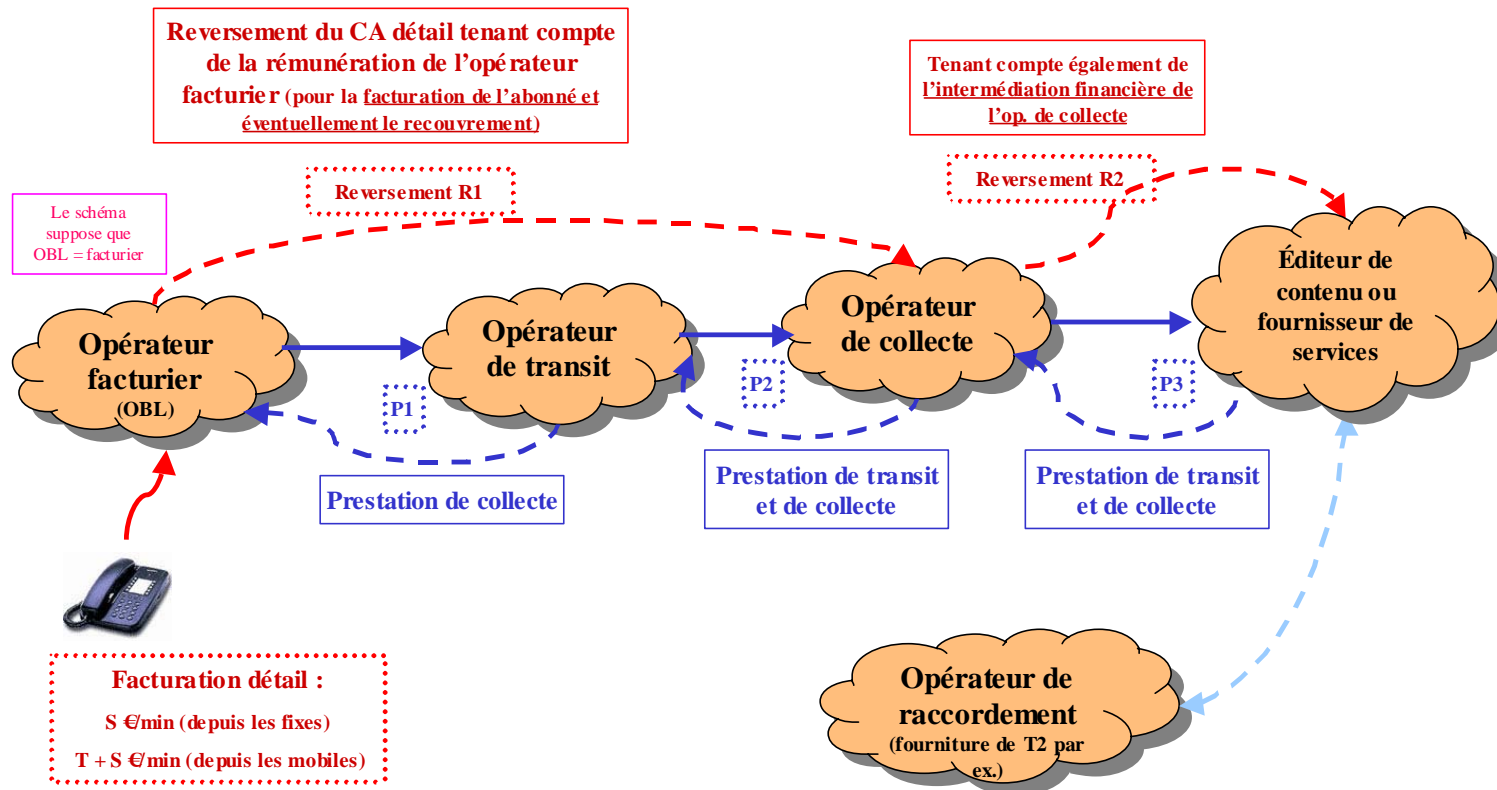 Reversement du CA détail tenant compte
de la rémunération de l'opérateur
facturier (pour la facturation de l'abonné et
éventuellement le recouvrement)
Tenant compte également de
l'intermédiation financière de
l'op. de collecte
Reversement R1
Reversement R2
Le schéma
suppose que
OBL = facturier
Opérateur
facturier
(OBL)
Opérateur
de transit
Opérateur
de collecte
Éditeur de
contenu ou
fournisseur de
services
P1
P2
P3
Prestation de collecte
Prestation de transit
et de collecte
Prestation de transit
et de collecte
Facturation détail :
S €/min (depuis les fixes)
T + S €/min (depuis les mobiles)
Opérateur de
raccordement
(fourniture de T2 par
ex.)